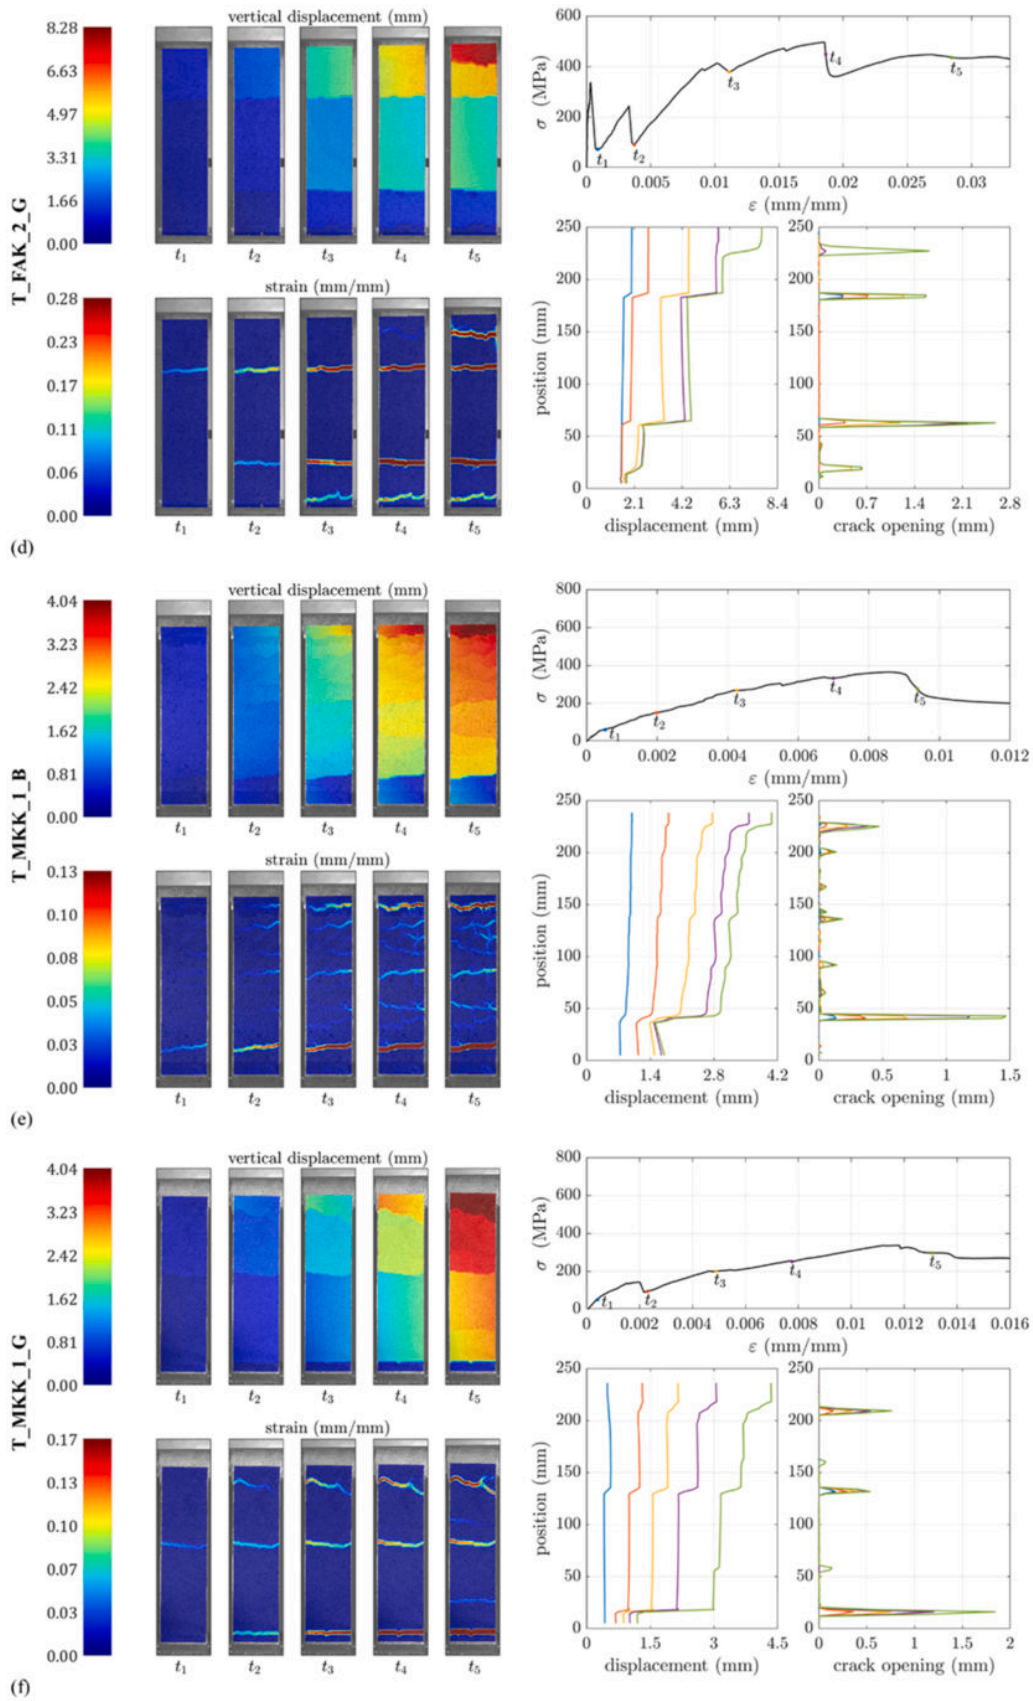 vertical displacement (mm)
8.28
6.63
4.97
3.31
1.66
0.00
t1 t2 t3 t4 t5
T_FAK_2_G
strain (mm/mm)
0.28
0.23
0.17
0.11
0.06
0.00
t1 t2 t3 t4 t5
600
400
200
0
σ (MPa)
t1 t2 t3 t4 t5
0 0.005 0.01 0.015 0.02 0.025 0.03
ε (mm/mm)
250
200
150
100
50
0
position (mm)
0 2.1 4.2 6.3 8.4
displacement (mm)
0 0.7 1.4 2.1 2.8
crack opening (mm)
(d)
vertical displacement (mm)
4.04
3.23
2.42
1.62
0.81
0.00
t1 t2 t3 t4 t5
T_MKK_1_B
strain (mm/mm)
0.13
0.10
0.08
0.05
0.03
0.00
t1 t2 t3 t4 t5
800
600
400
200
0
σ (MPa)
t1 t2 t3 t4 t5
0 0.002 0.004 0.006 0.008 0.01 0.012
ε (mm/mm)
250
200
150
100
50
0
position (mm)
0 1.4 2.8 4.2
displacement (mm)
0 0.5 1 1.5
crack opening (mm)
(e)
vertical displacement (mm)
4.04
3.23
2.42
1.62
0.81
0.00
t1 t2 t3 t4 t5
T_MKK_1_G
strain (mm/mm)
0.17
0.13
0.10
0.07
0.03
0.00
t1 t2 t3 t4 t5
800
600
400
200
0
σ (MPa)
t1 t2 t3 t4 t5
0 0.002 0.004 0.006 0.008 0.01 0.012 0.014 0.016
ε (mm/mm)
250
200
150
100
50
0
position (mm)
0 1.5 3 4.5
displacement (mm)
0 0.5 1 1.5 2
crack opening (mm)
(f)